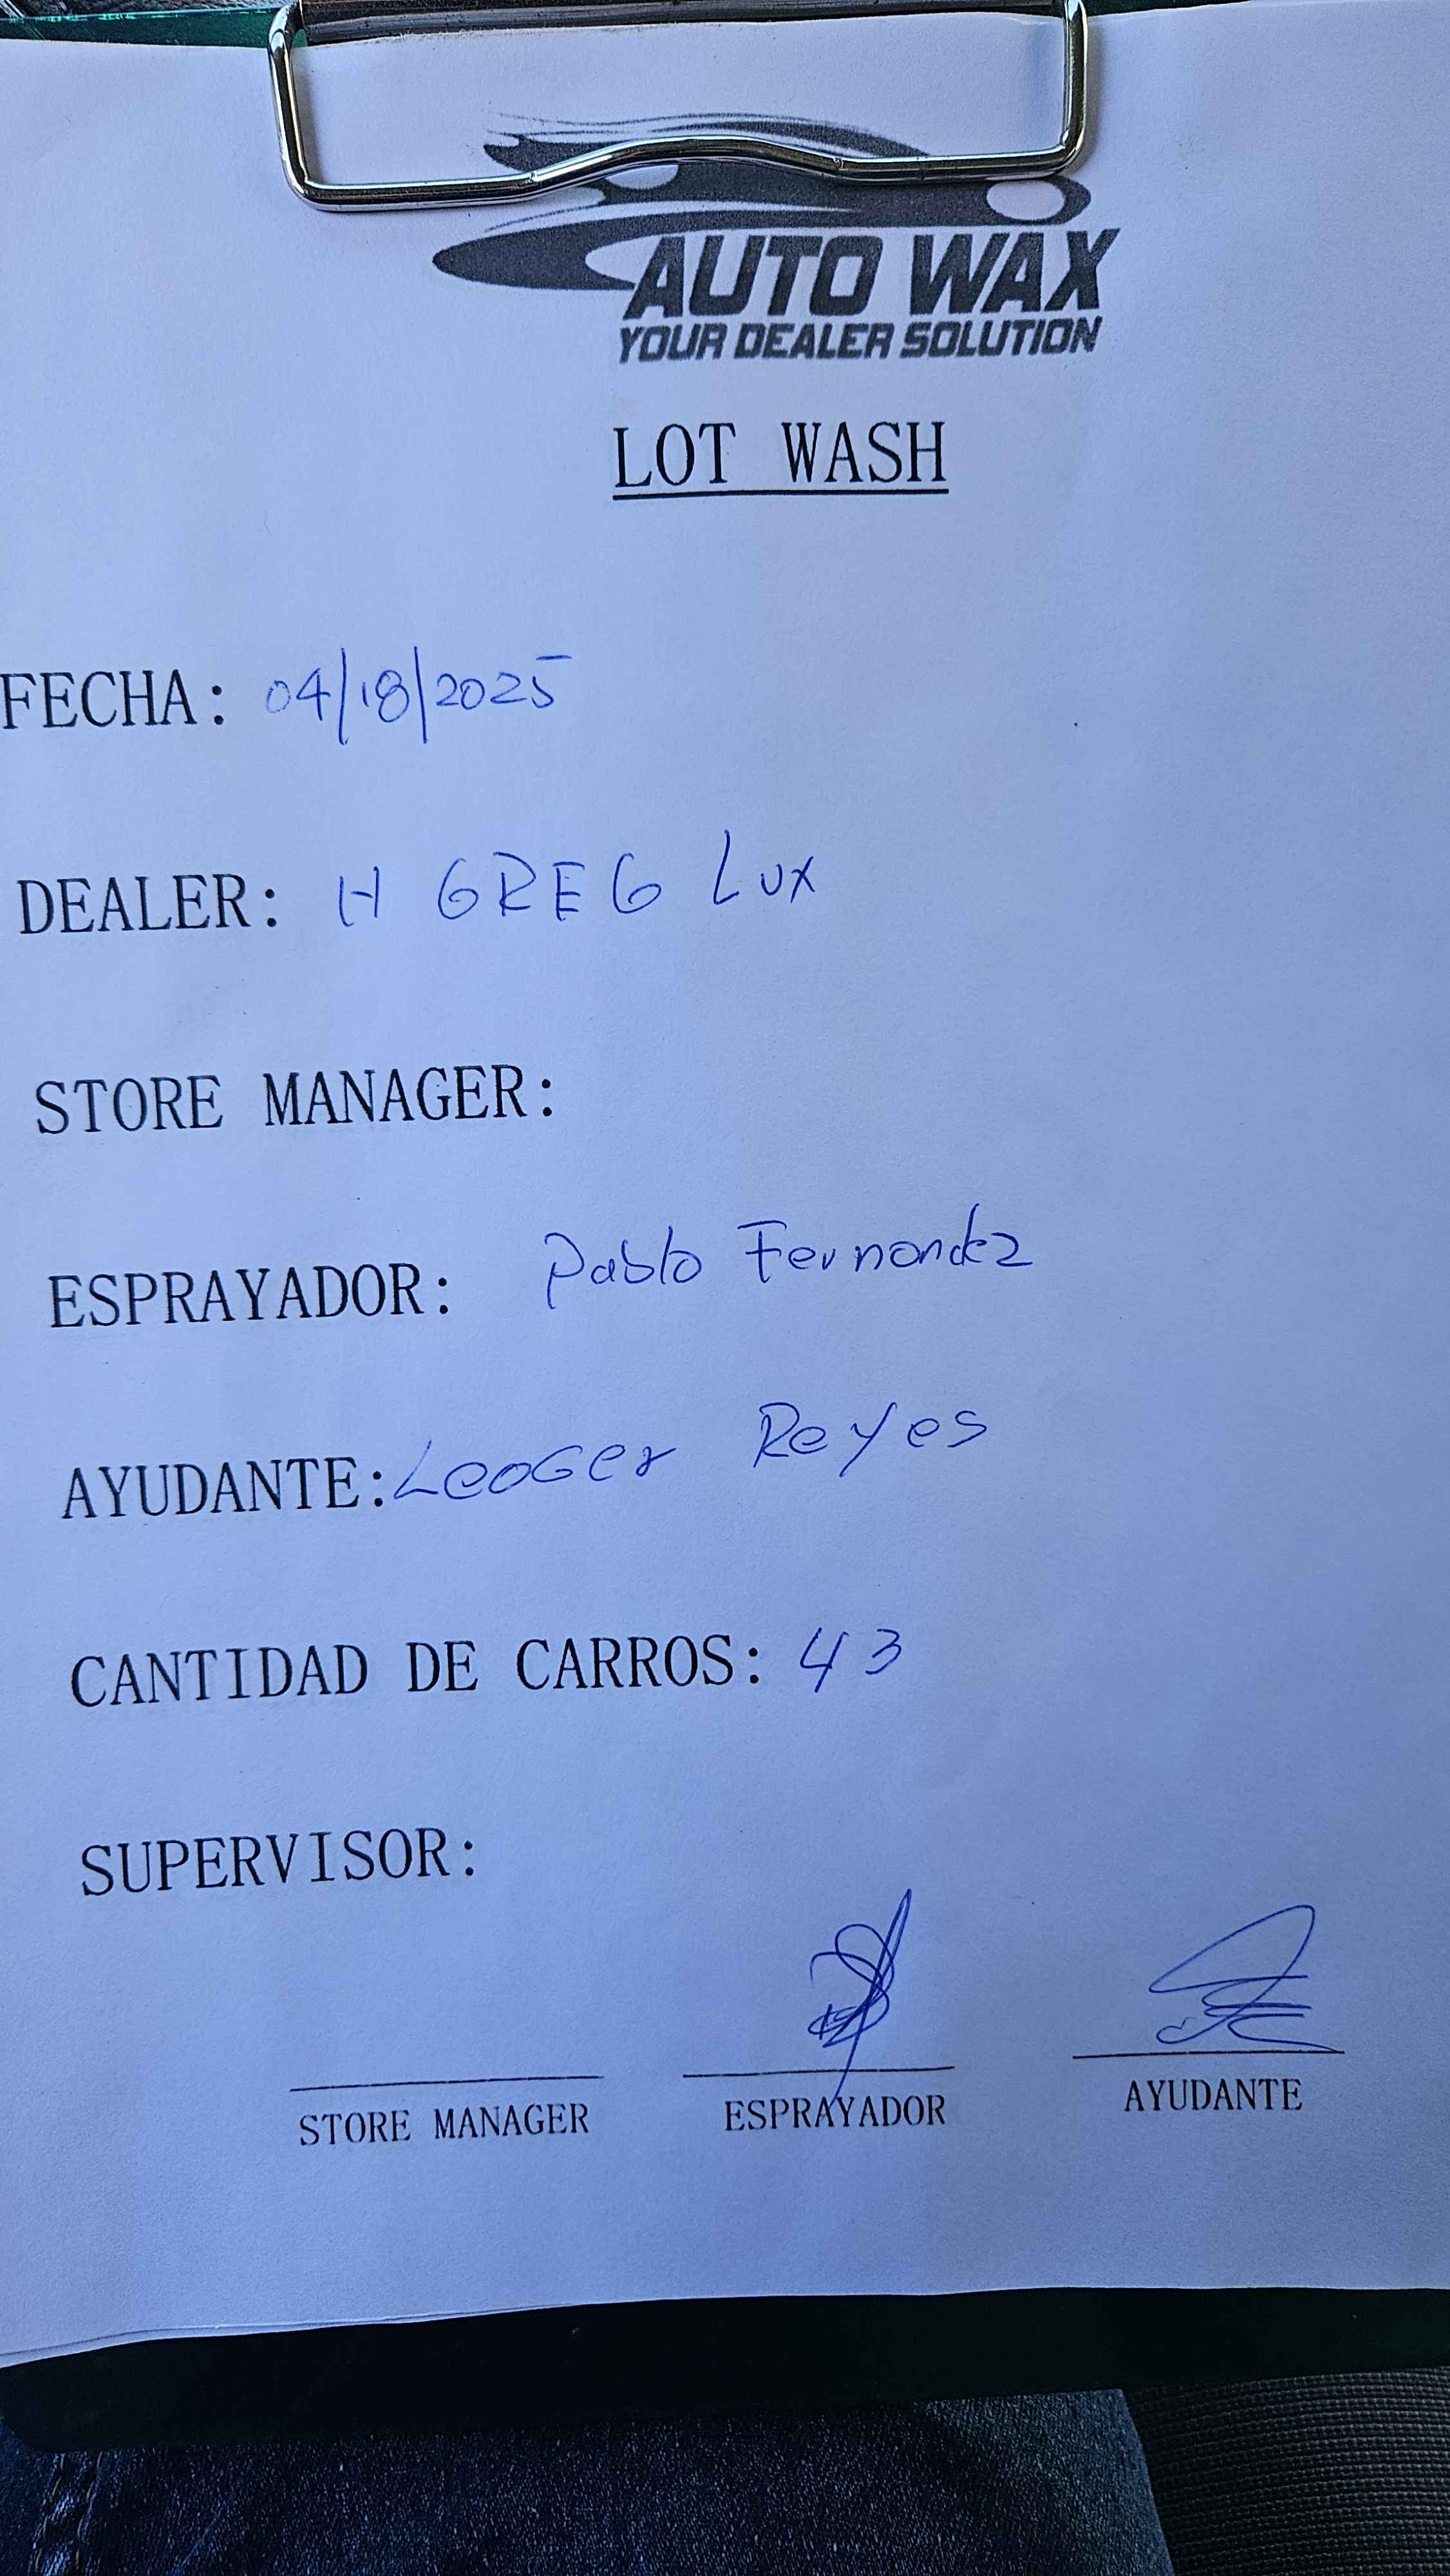 AUTO WAX
YOUR DEALER SOLUTION
LOT WASH
FECHA: 04/18/2025
DEALER: H GREG LUX
STORE MANAGER:
ESPRAYADOR: Pablo Fernandez
AYUDANTE: LeoGer Reyes
CANTIDAD DE CARROS: 43
SUPERVISOR:
STORE MANAGER ESPRAYADOR AYUDANTE